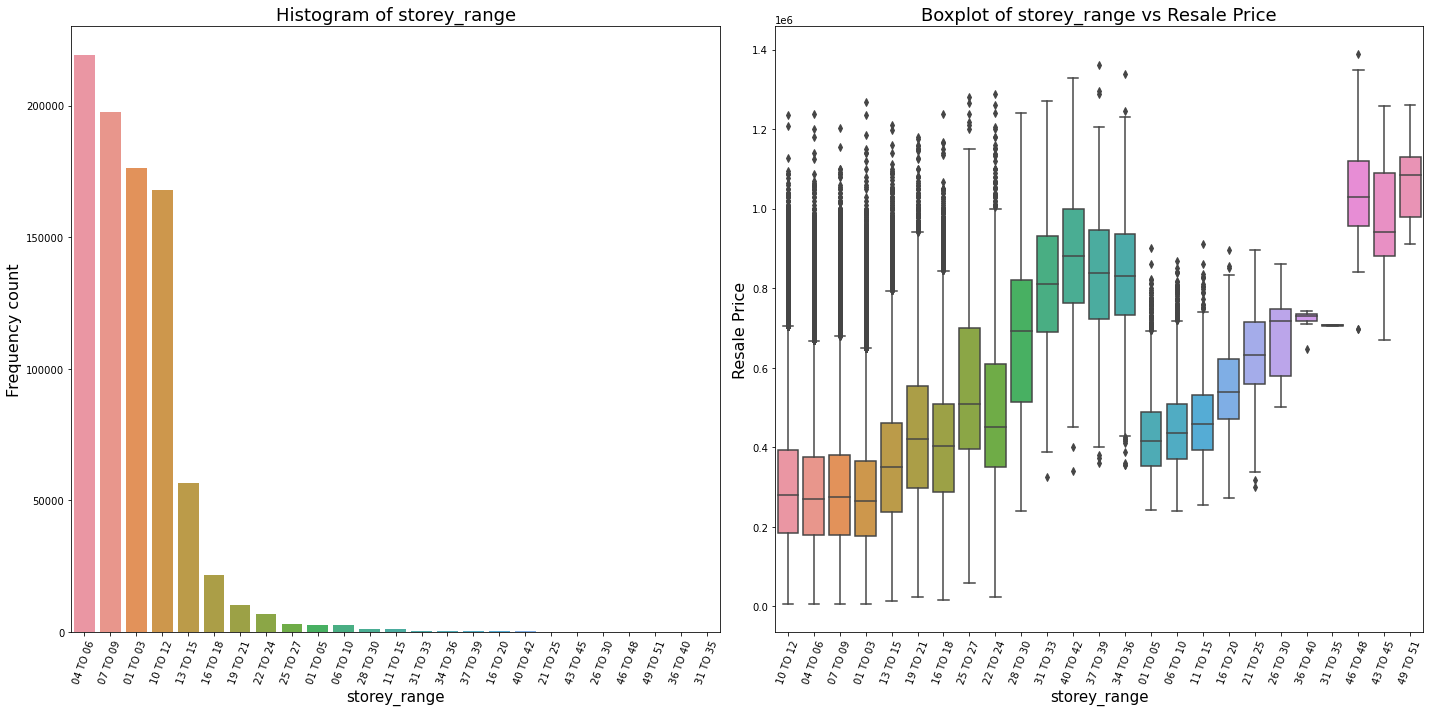 Histogram of storey_range
Frequency count
200000
150000
100000
50000
0
04 TO 06
07 TO 09
01 TO 03
10 TO 12
13 TO 15
16 TO 18
19 TO 21
22 TO 24
25 TO 27
01 TO 05
06 TO 10
28 TO 30
11 TO 15
31 TO 33
34 TO 36
37 TO 39
16 TO 20
40 TO 42
21 TO 25
43 TO 45
26 TO 30
46 TO 48
49 TO 51
36 TO 40
31 TO 35
storey_range
Boxplot of storey_range vs Resale Price
1e6
Resale Price
1.4
1.2
1.0
0.8
0.6
0.4
0.2
0.0
10 TO 12
04 TO 06
07 TO 09
01 TO 03
13 TO 15
19 TO 21
16 TO 18
25 TO 27
22 TO 24
28 TO 30
31 TO 33
40 TO 42
37 TO 39
34 TO 36
01 TO 05
06 TO 10
11 TO 15
16 TO 20
21 TO 25
26 TO 30
36 TO 40
31 TO 35
46 TO 48
43 TO 45
49 TO 51
storey_range